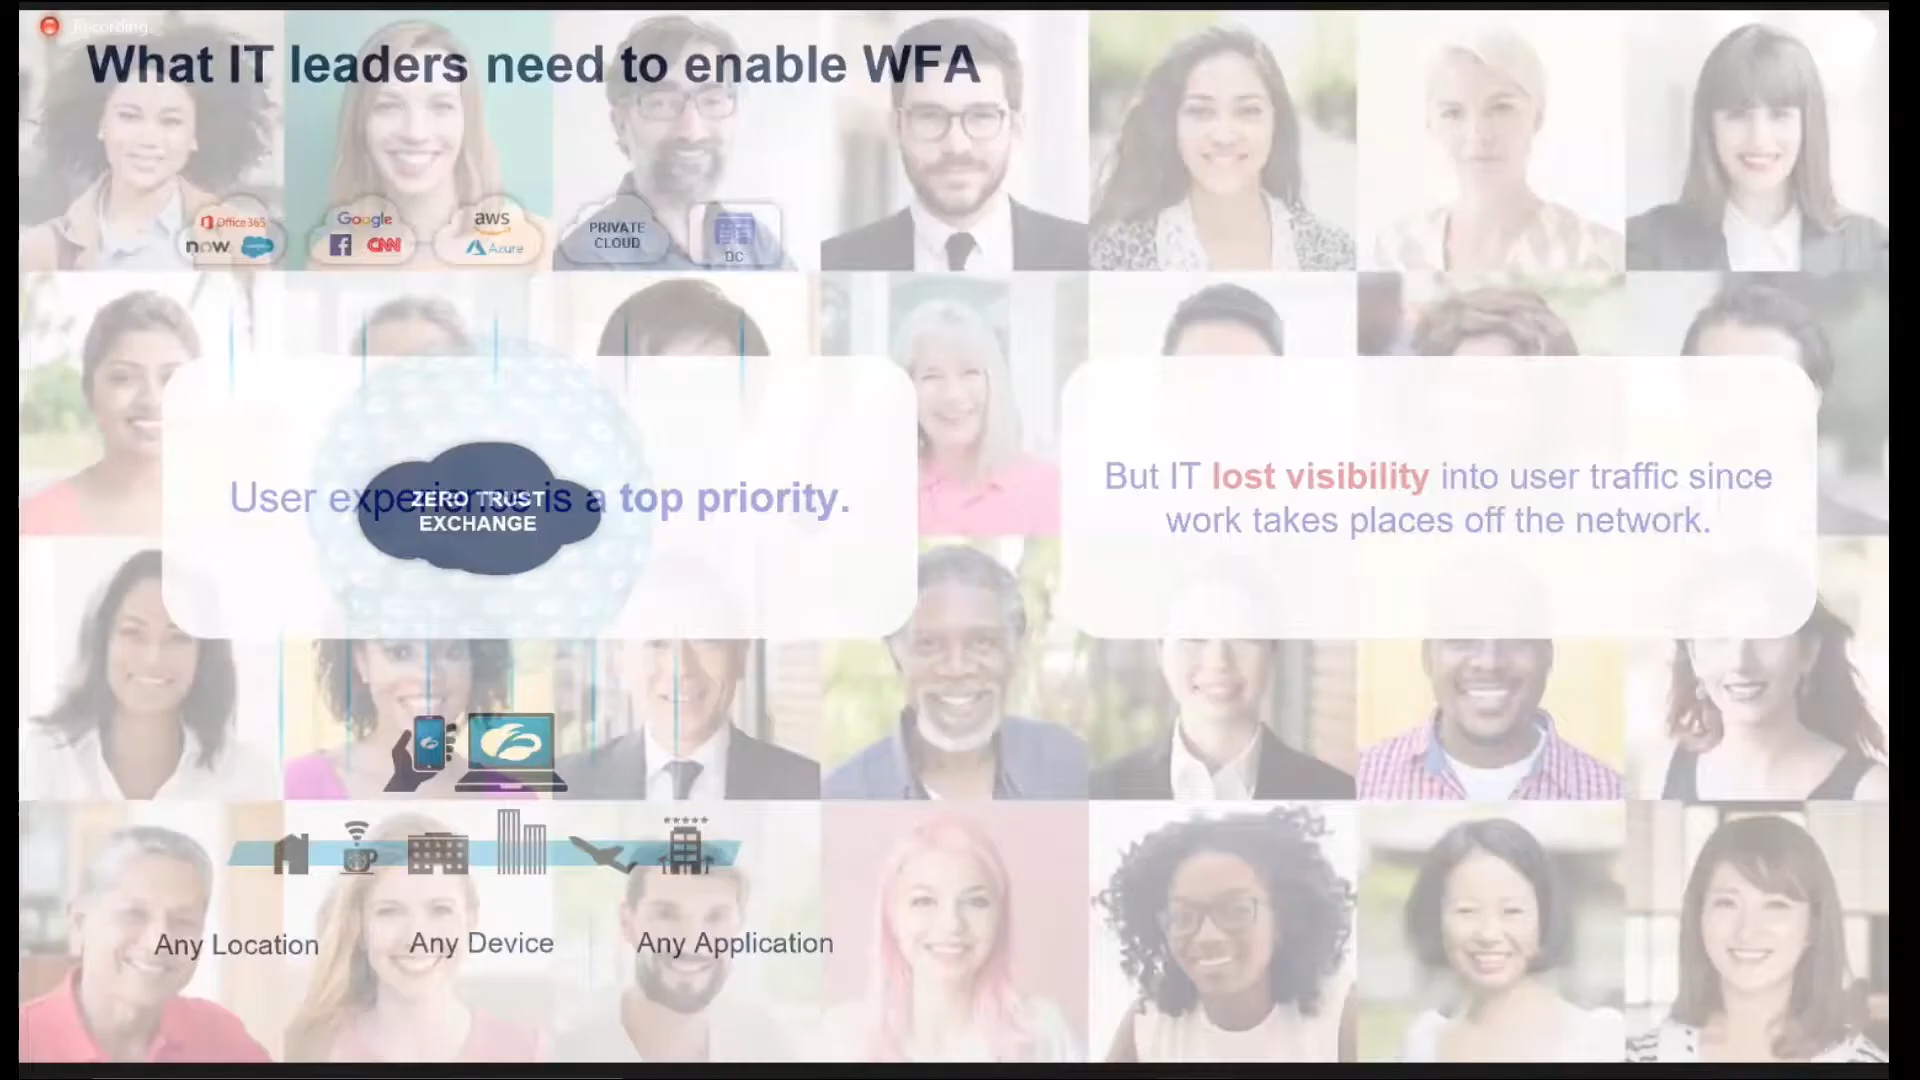 Recording
What IT leaders need to enable WFA
Office 365
now
Google
CNN
aws
Azure
PRIVATE
CLOUD
DC
User experience is a top priority.
ZERO TRUST
EXCHANGE
But IT lost visibility into user traffic since
work takes places off the network.
Any Location
Any Device
Any Application